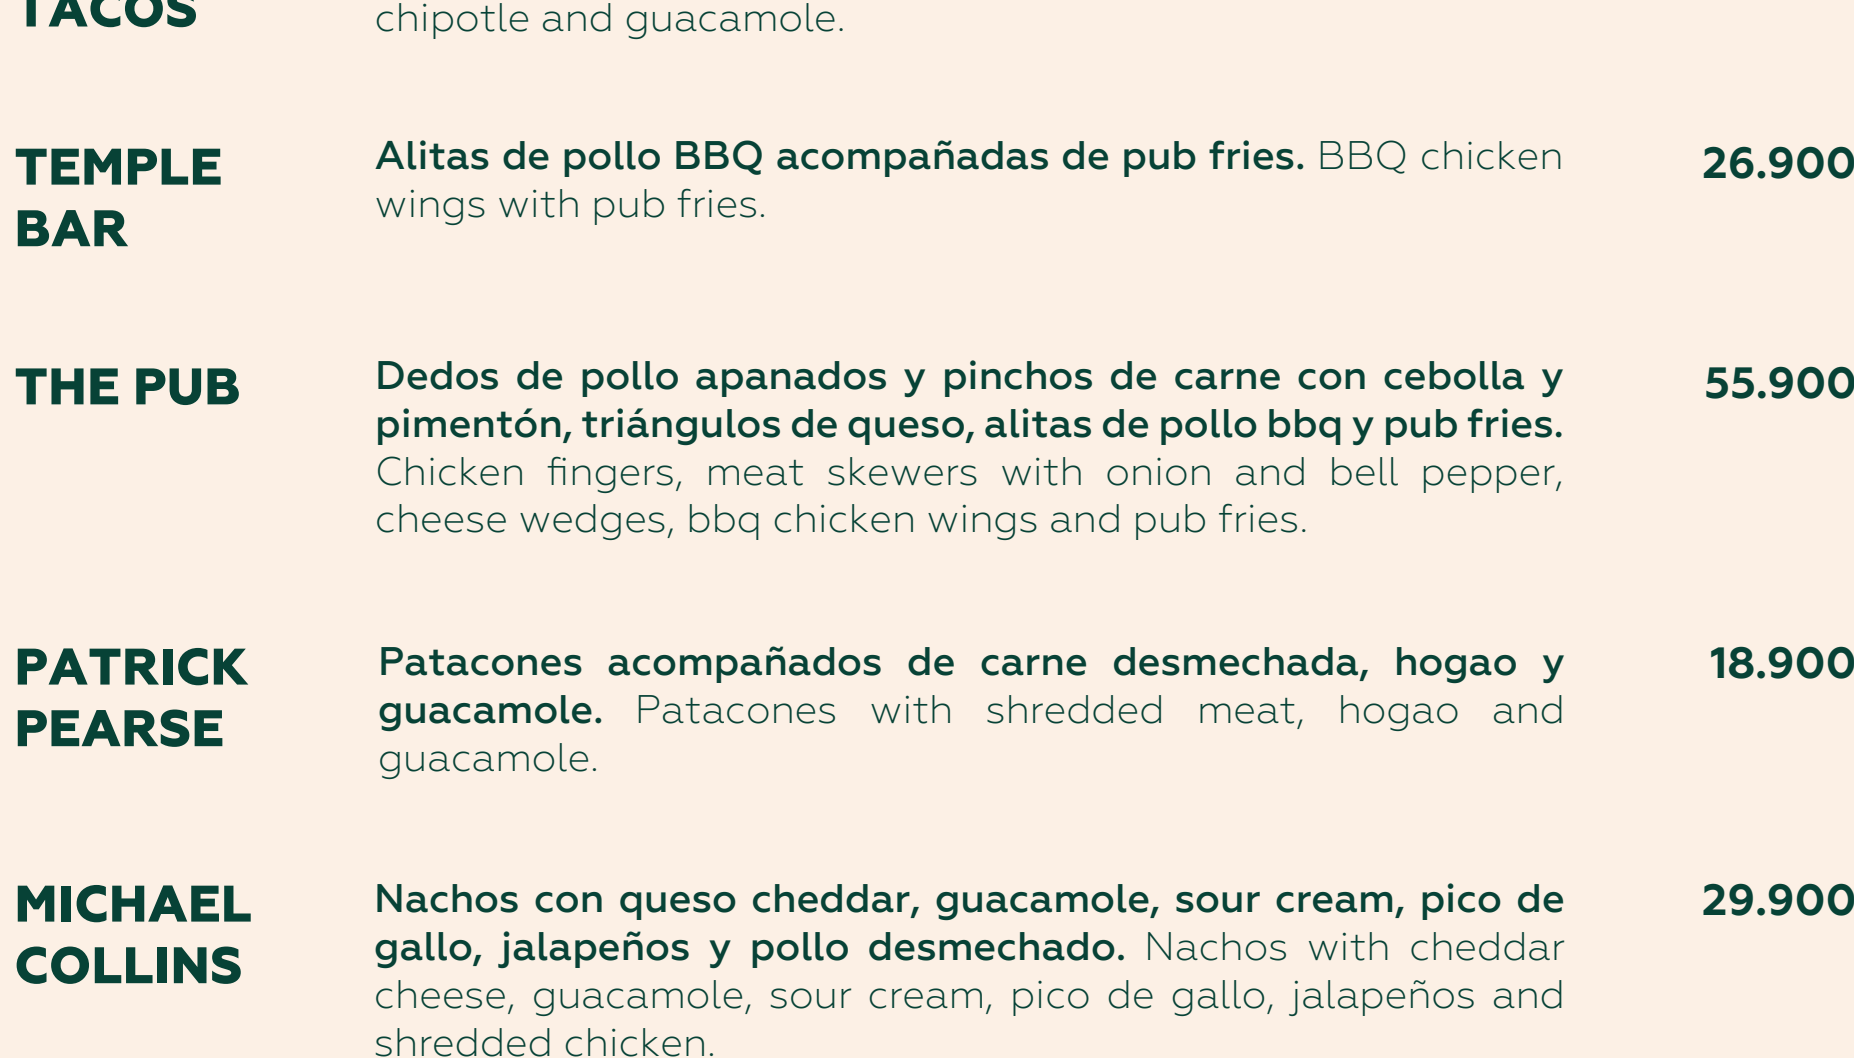 TACOS
chipotle and guacamole.
TEMPLE
BAR
Alitas de pollo BBQ acompañadas de pub fries. BBQ chicken
wings with pub fries.
26.900
THE PUB
Dedos de pollo apanados y pinchos de carne con cebolla y
pimentón, triángulos de queso, alitas de pollo bbq y pub fries.
Chicken fingers, meat skewers with onion and bell pepper,
cheese wedges, bbq chicken wings and pub fries.
55.900
PATRICK
PEARSE
Patacones acompañados de carne desmechada, hogao y
guacamole. Patacones with shredded meat, hogao and
guacamole.
18.900
MICHAEL
COLLINS
Nachos con queso cheddar, guacamole, sour cream, pico de
gallo, jalapeños y pollo desmechado. Nachos with cheddar
cheese, guacamole, sour cream, pico de gallo, jalapeños and
shredded chicken.
29.900